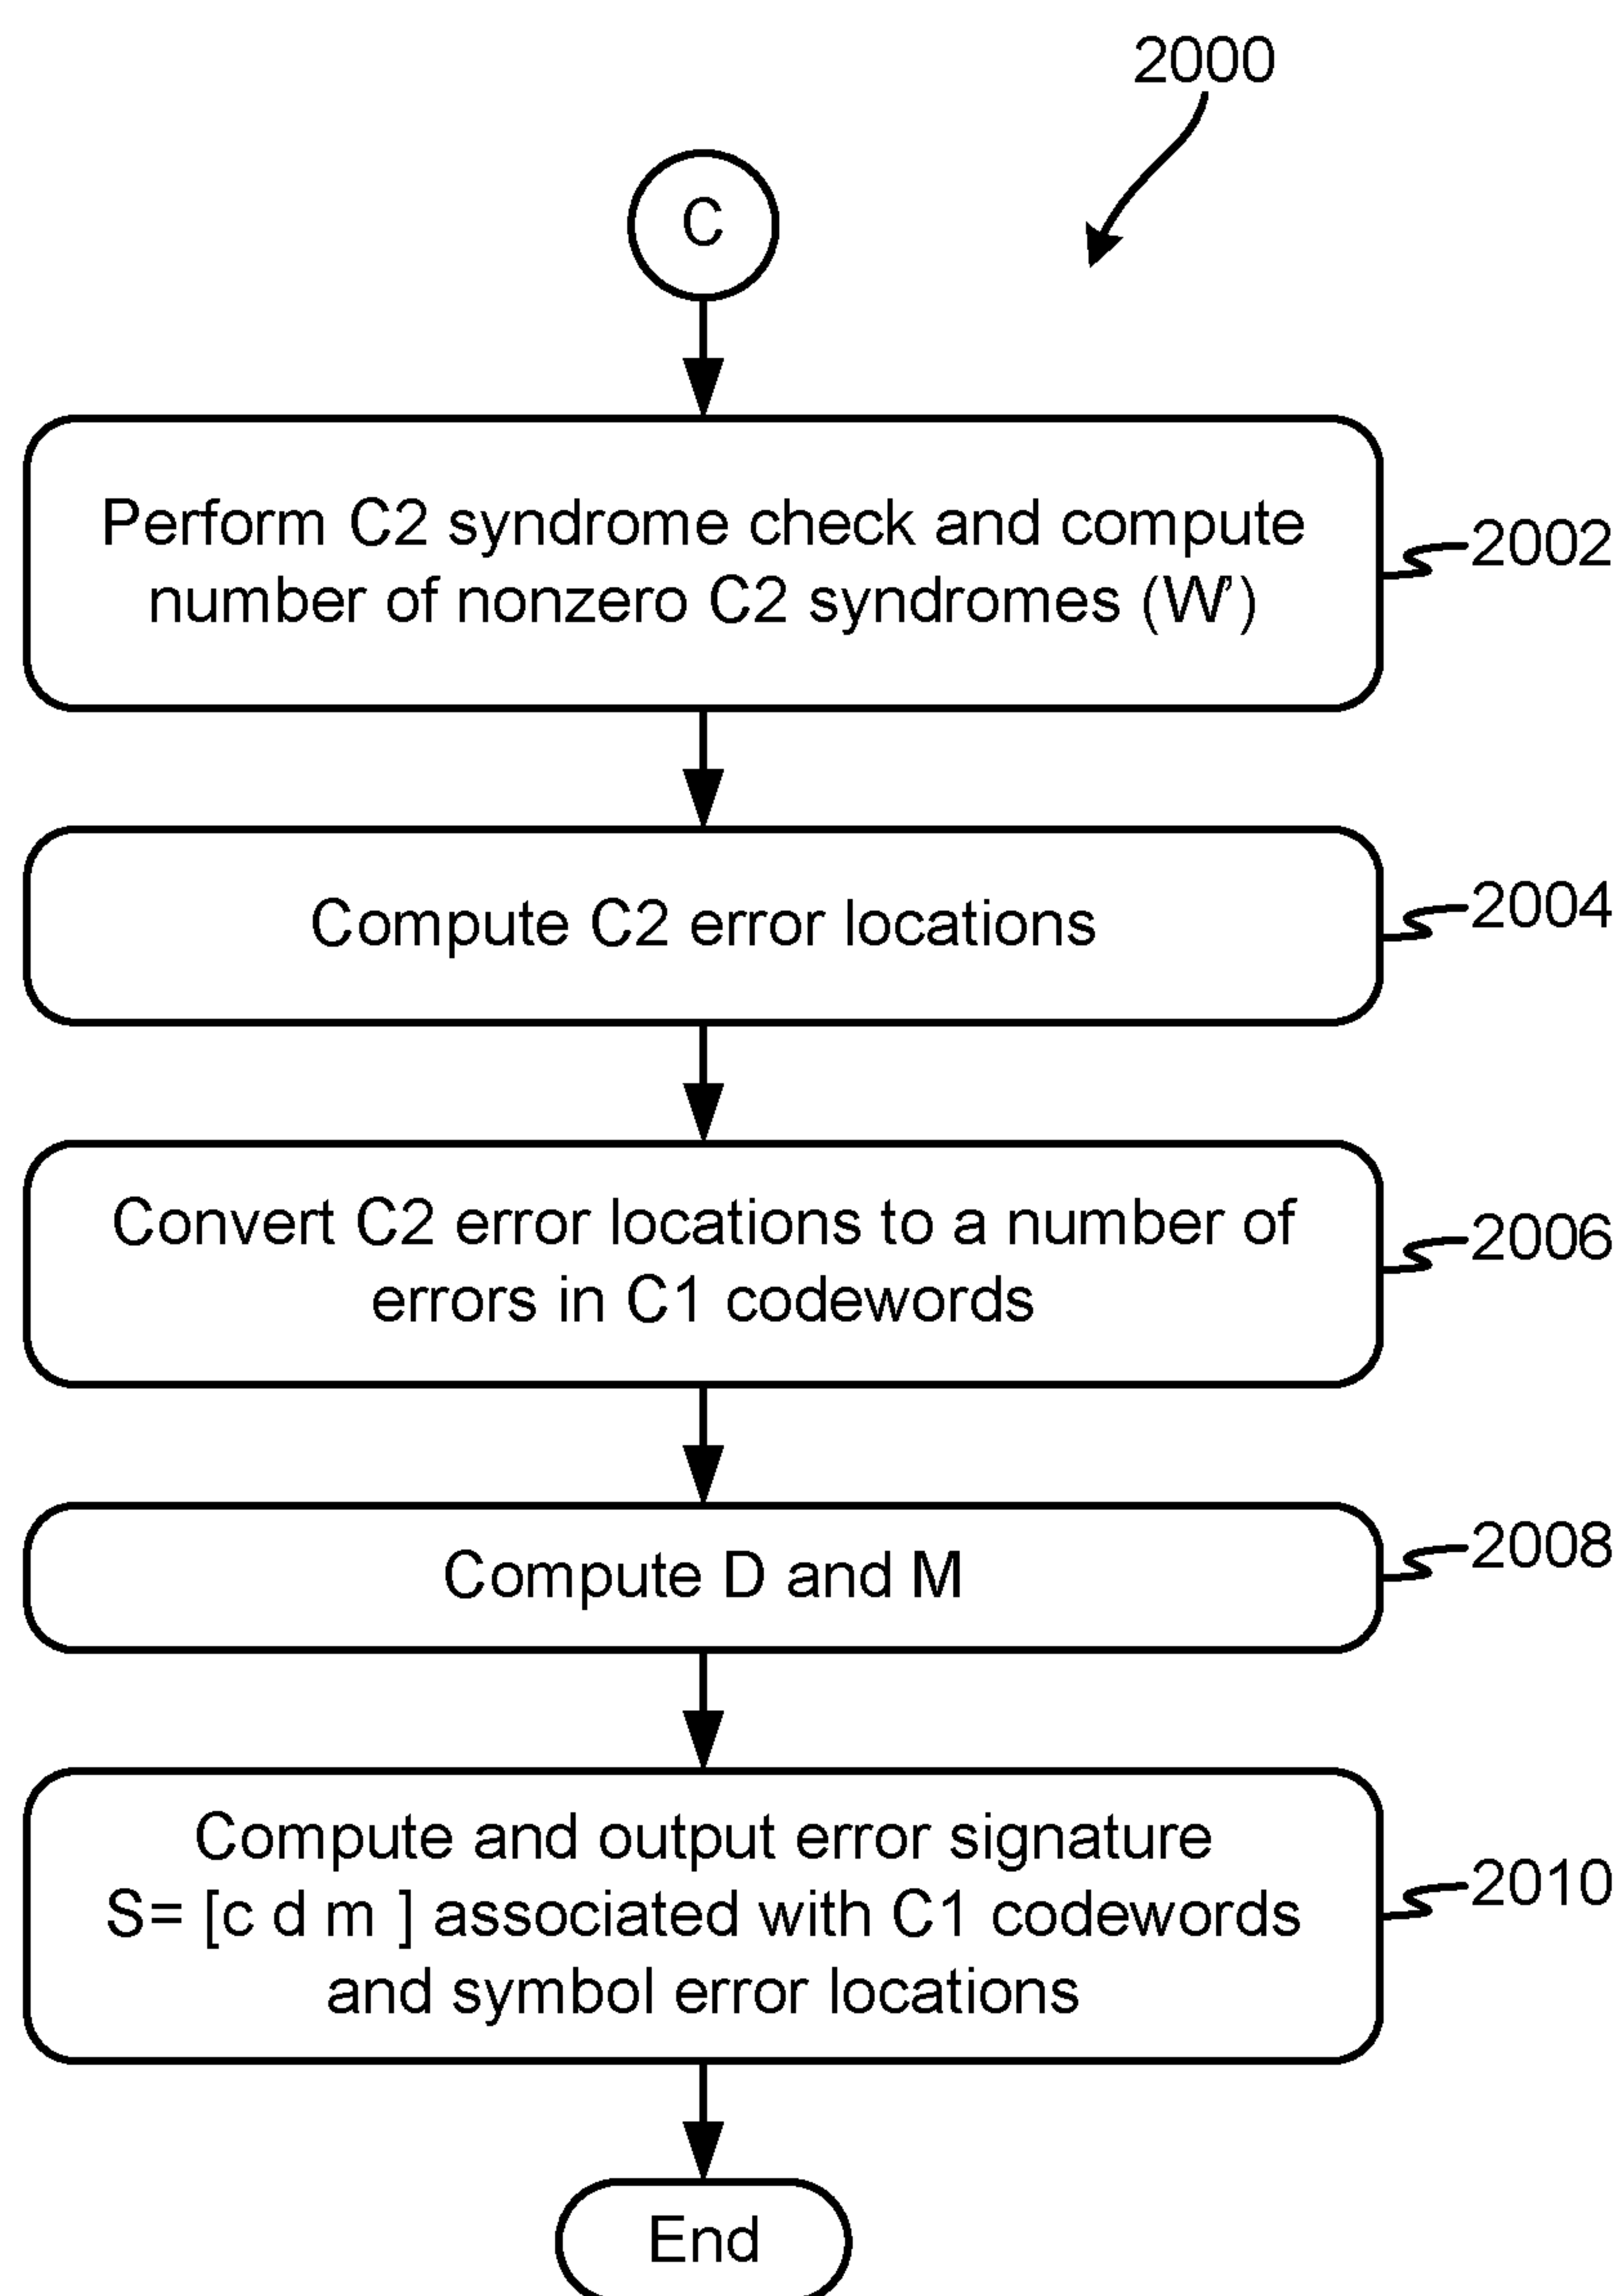 2000
C
Perform C2 syndrome check and compute
number of nonzero C2 syndromes (W')
2002
Compute C2 error locations
2004
Convert C2 error locations to a number of
errors in C1 codewords
2006
Compute D and M
2008
Compute and output error signature
S= [c d m ] associated with C1 codewords
and symbol error locations
2010
End